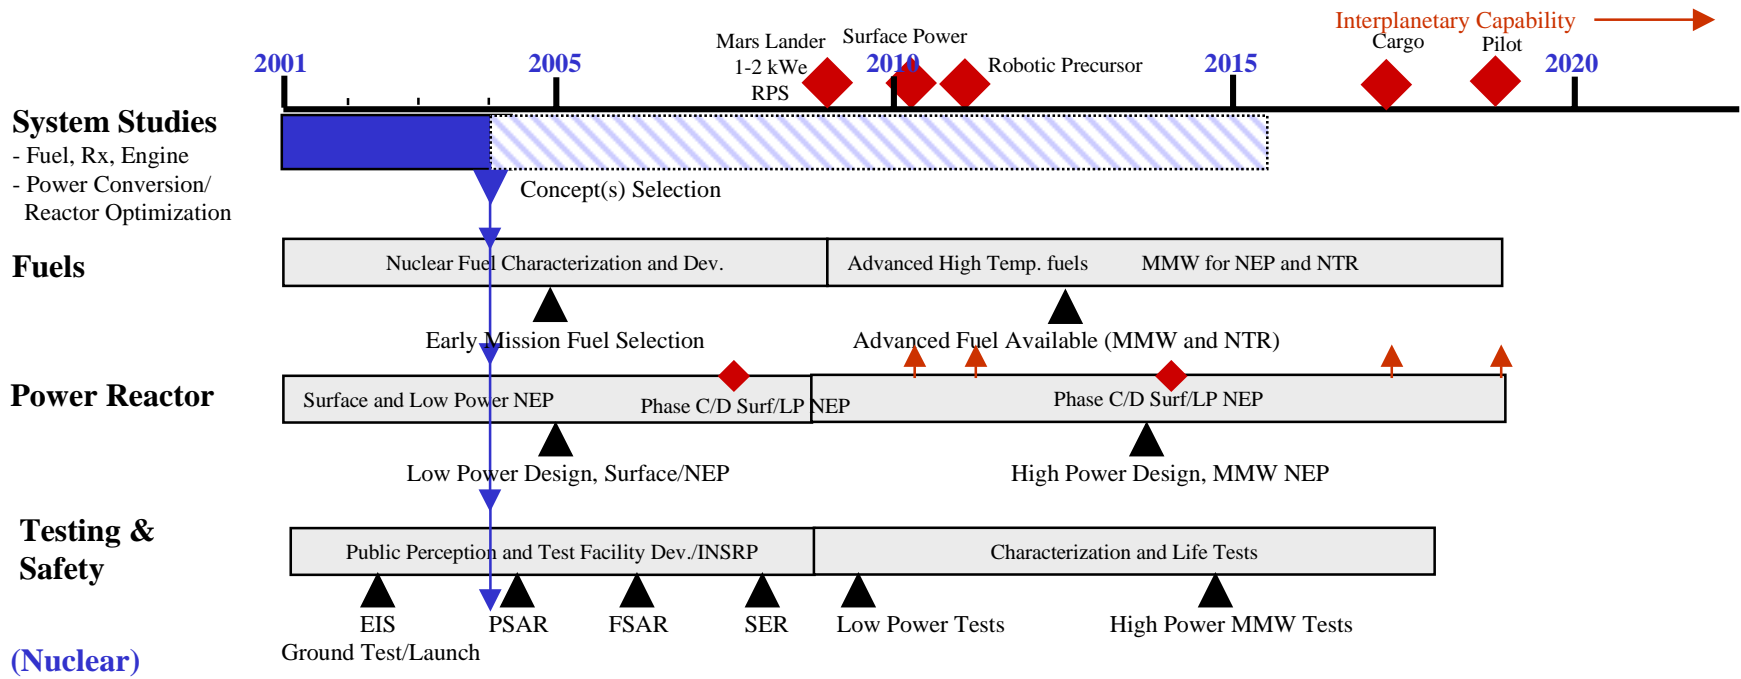 Interplanetary Capability
Mars Lander
1-2 kWe
RPS
Surface Power
Robotic Precursor
Cargo
Pilot
2001
2005
2010
2015
2020
System Studies
- Fuel, Rx, Engine
- Power Conversion/
Reactor Optimization
Concept(s) Selection
Fuels
Nuclear Fuel Characterization and Dev.
Advanced High Temp. fuels
MMW for NEP and NTR
Early Mission Fuel Selection
Advanced Fuel Available (MMW and NTR)
Power Reactor
Surface and Low Power NEP
Phase C/D Surf/LP NEP
Phase C/D Surf/LP NEP
Low Power Design, Surface/NEP
High Power Design, MMW NEP
Testing &
Safety
Public Perception and Test Facility Dev./INSRP
Characterization and Life Tests
EIS
Ground Test/Launch
PSAR
FSAR
SER
Low Power Tests
High Power MMW Tests
(Nuclear)